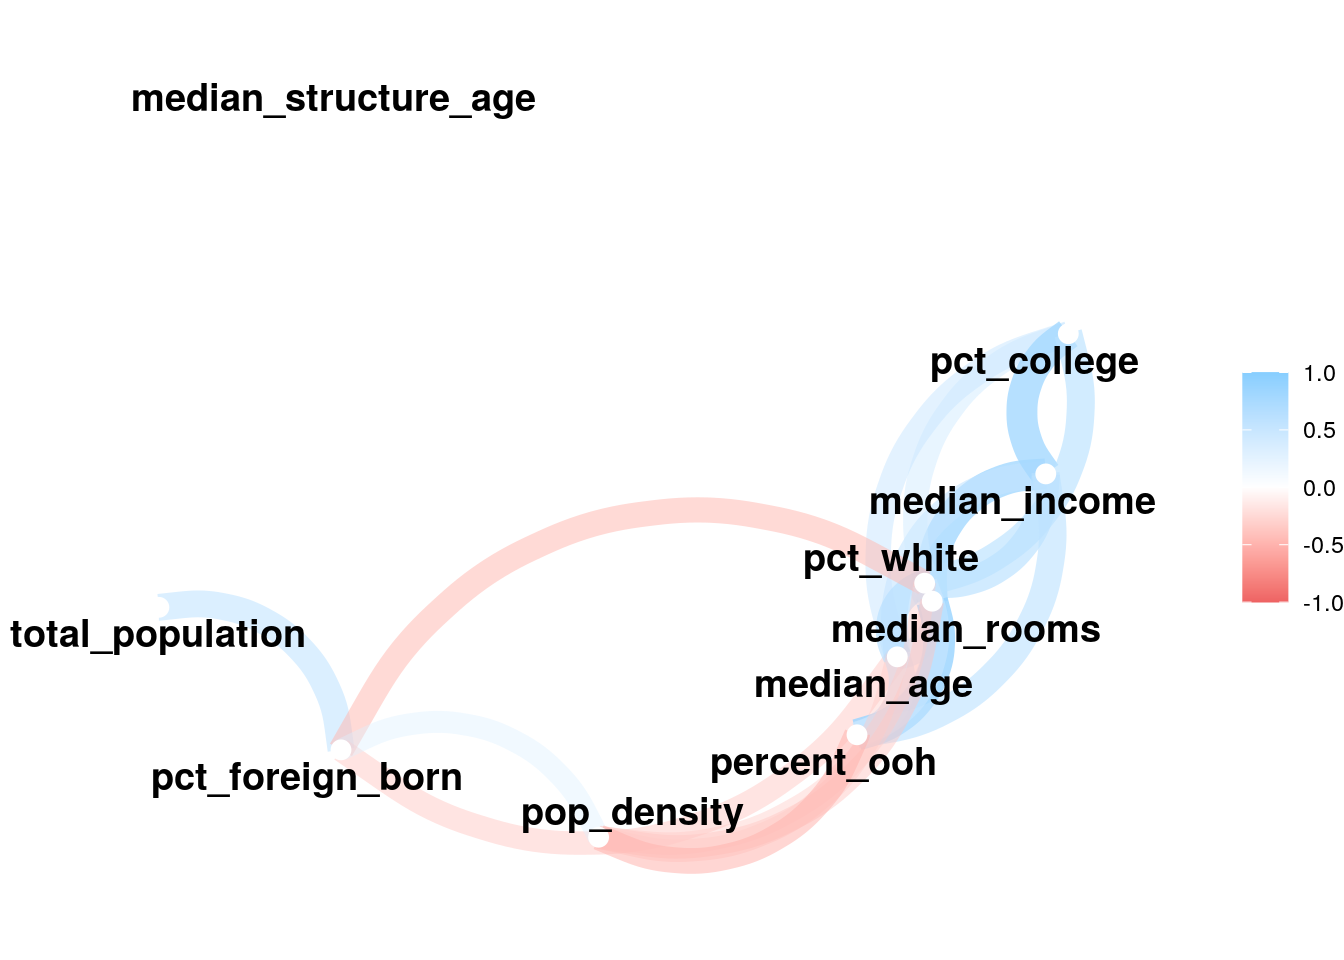 median_structure_age
pct_college
1.0
0.5
median_income
0.0
pct_white
-0.5
-1.0
total_population
median_rooms
median_age
percent_ooh
pct_foreign_born
pop_density